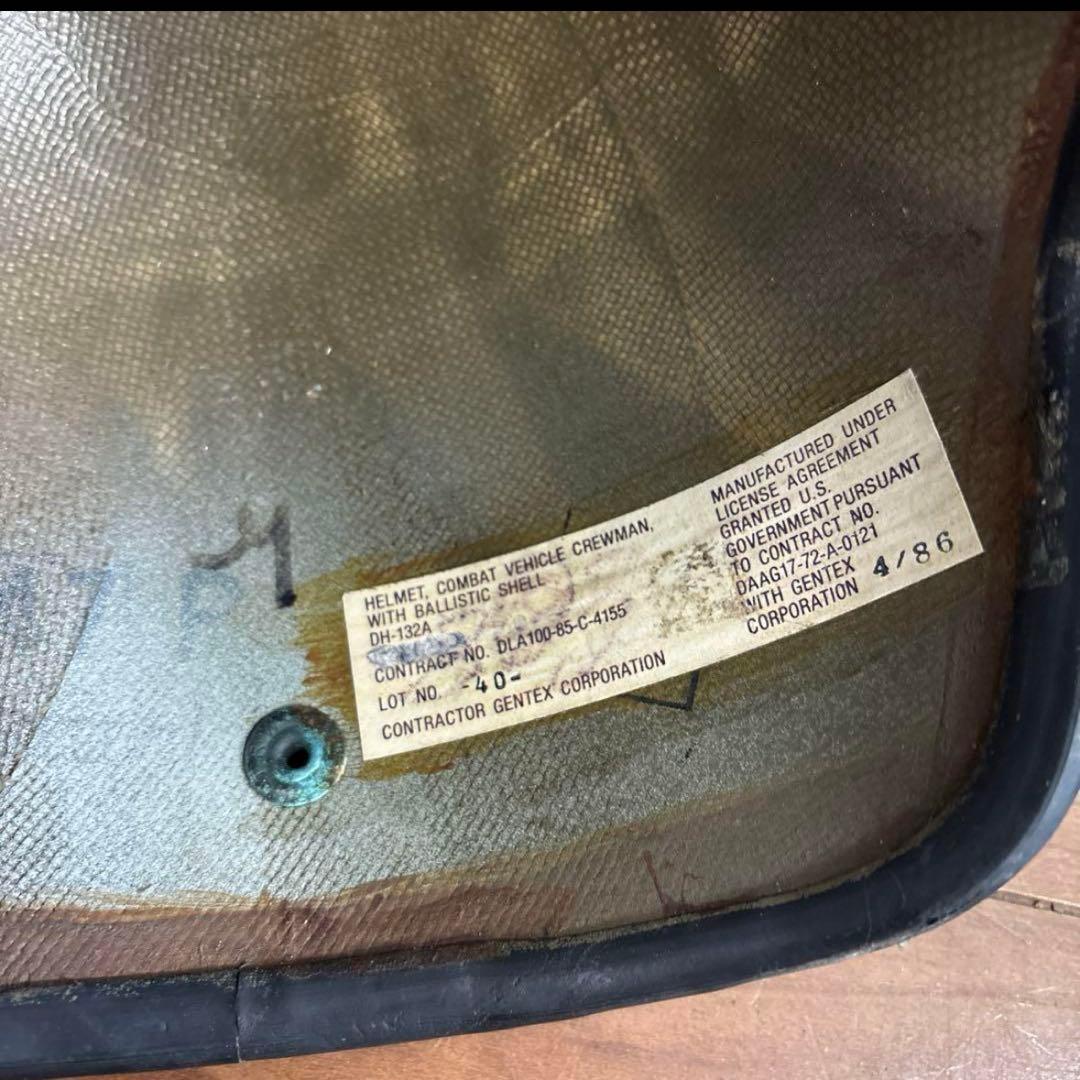 HELMET, COMBAT VEHICLE CREWMAN,
WITH BALLISTIC SHELL
DH-132A
CONTRACT NO. DLA100-85-C-4155
LOT NO. -40-
CONTRACTOR GENTEX CORPORATION
MANUFACTURED UNDER
LICENSE AGREEMENT
GRANTED U.S.
GOVERNMENT PURSUANT
TO CONTRACT NO.
DAAG17-72-A-0121
WITH GENTEX
CORPORATION
4/86